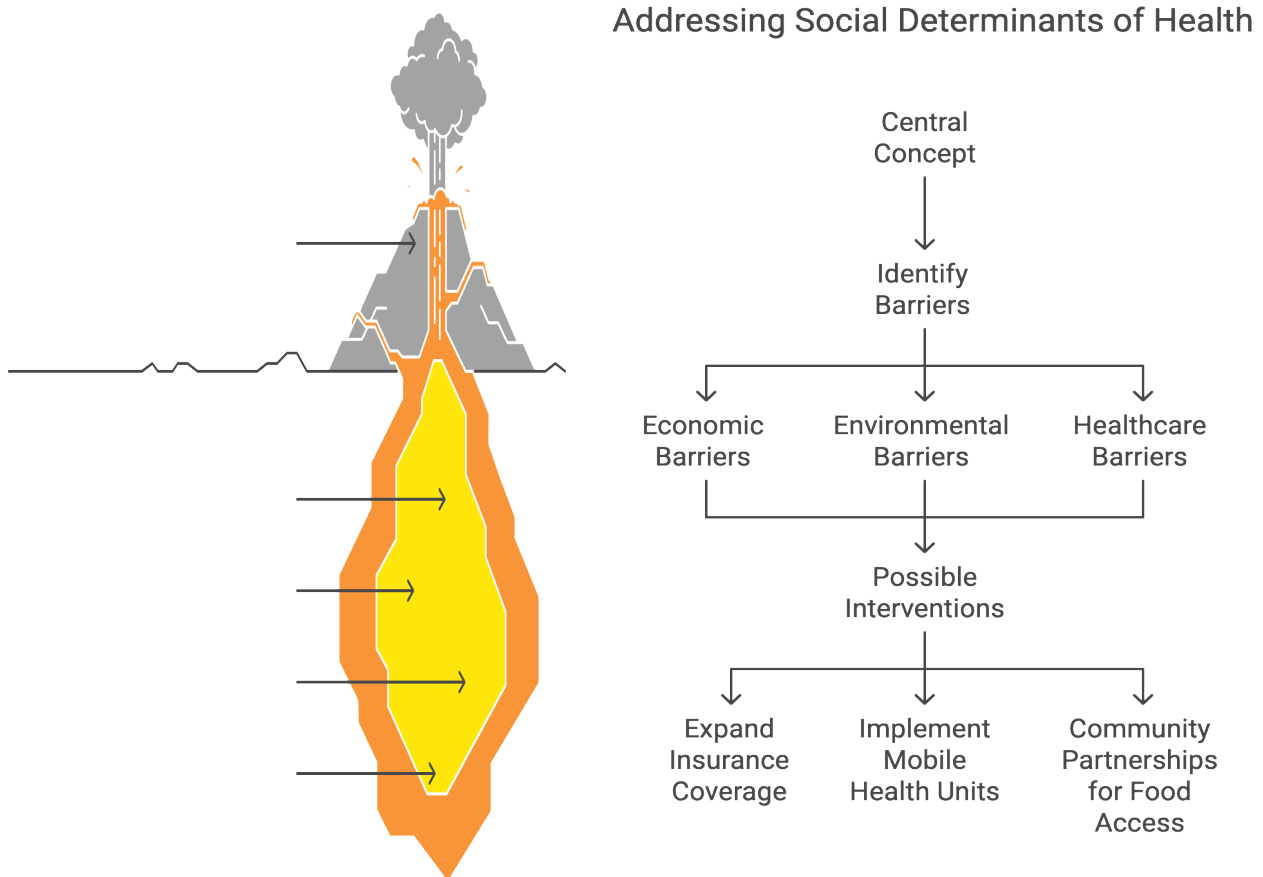 Addressing Social Determinants of Health
Central
Concept
Identify
Barriers
Economic
Barriers
Environmental
Barriers
Healthcare
Barriers
Possible
Interventions
Expand
Insurance
Coverage
Implement
Mobile
Health Units
Community
Partnerships
for Food
Access